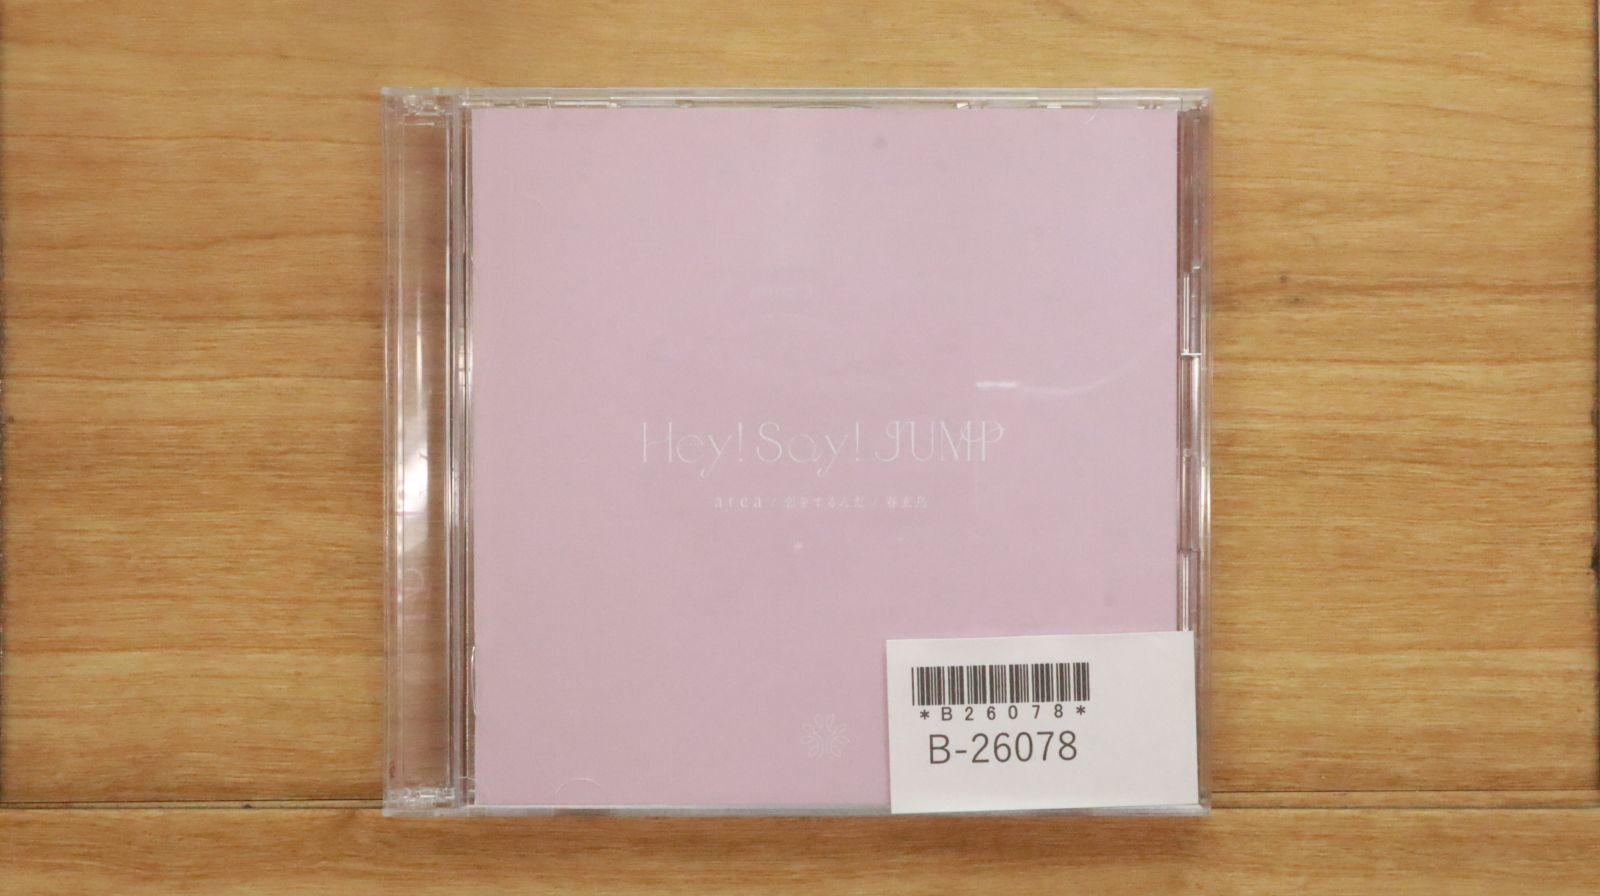 Hey! Say! JUMP
area / 恋をするんだ / 春玄鳥
*B26078*
B-26078